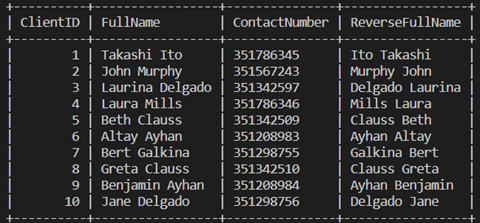 | ClientID | FullName | ContactNumber | ReverseFullName |
| 1 | Takashi Ito | 351786345 | Ito Takashi |
| 2 | John Murphy | 351567243 | Murphy John |
| 3 | Laurina Delgado | 351342597 | Delgado Laurina |
| 4 | Laura Mills | 351786346 | Mills Laura |
| 5 | Beth Clauss | 351342509 | Clauss Beth |
| 6 | Altay Ayhan | 351208983 | Ayhan Altay |
| 7 | Bert Galkina | 351298755 | Galkina Bert |
| 8 | Greta Clauss | 351342510 | Clauss Greta |
| 9 | Benjamin Ayhan | 351208984 | Ayhan Benjamin |
| 10 | Jane Delgado | 351298756 | Delgado Jane |